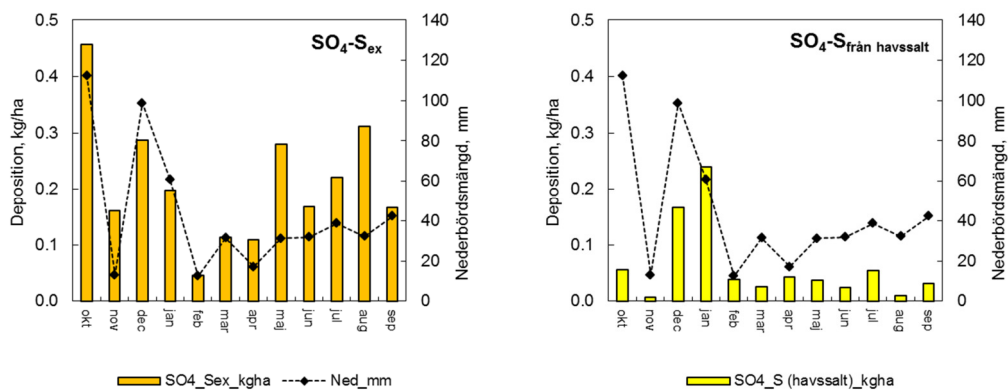 SO4-Sex
Deposition, kg/ha
0.5
0.4
0.3
0.2
0.1
0.0
140
120
100
80
60
40
20
0
Nederbördsmängd, mm
okt nov dec jan feb mar apr maj jun jul aug sep
SO4_Sex_kgha Ned_mm
SO4-Sfrån havssalt
Deposition, kg/ha
0.5
0.4
0.3
0.2
0.1
0.0
140
120
100
80
60
40
20
0
Nederbördsmängd, mm
okt nov dec jan feb mar apr maj jun jul aug sep
SO4_S (havssalt)_kgha